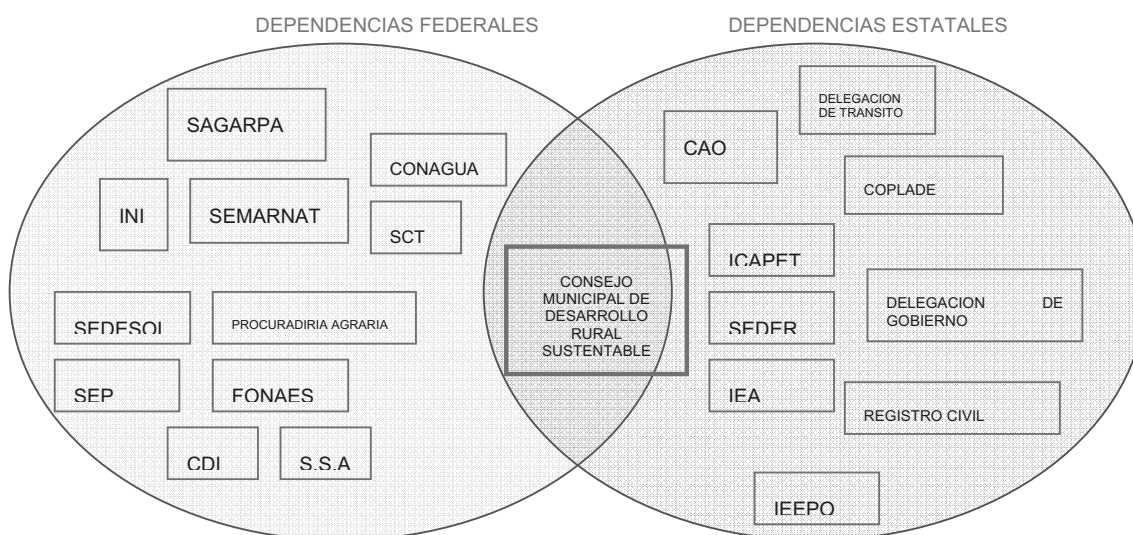 DEPENDENCIAS FEDERALES
DEPENDENCIAS ESTATALES
SAGARPA
CONAGUA
INI
SEMARNAT
SCT
SEDESOL
PROCURADIRIA AGRARIA
SEP
FONAES
CDI
S.S.A
CONSEJO
MUNICIPAL DE
DESARROLLO
RURAL
SUSTENTABLE
DELEGACION
DE TRANSITO
CAO
COPLADE
ICAPET
DELEGACION DE
GOBIERNO
SEDER
IEA
REGISTRO CIVIL
IEEPO